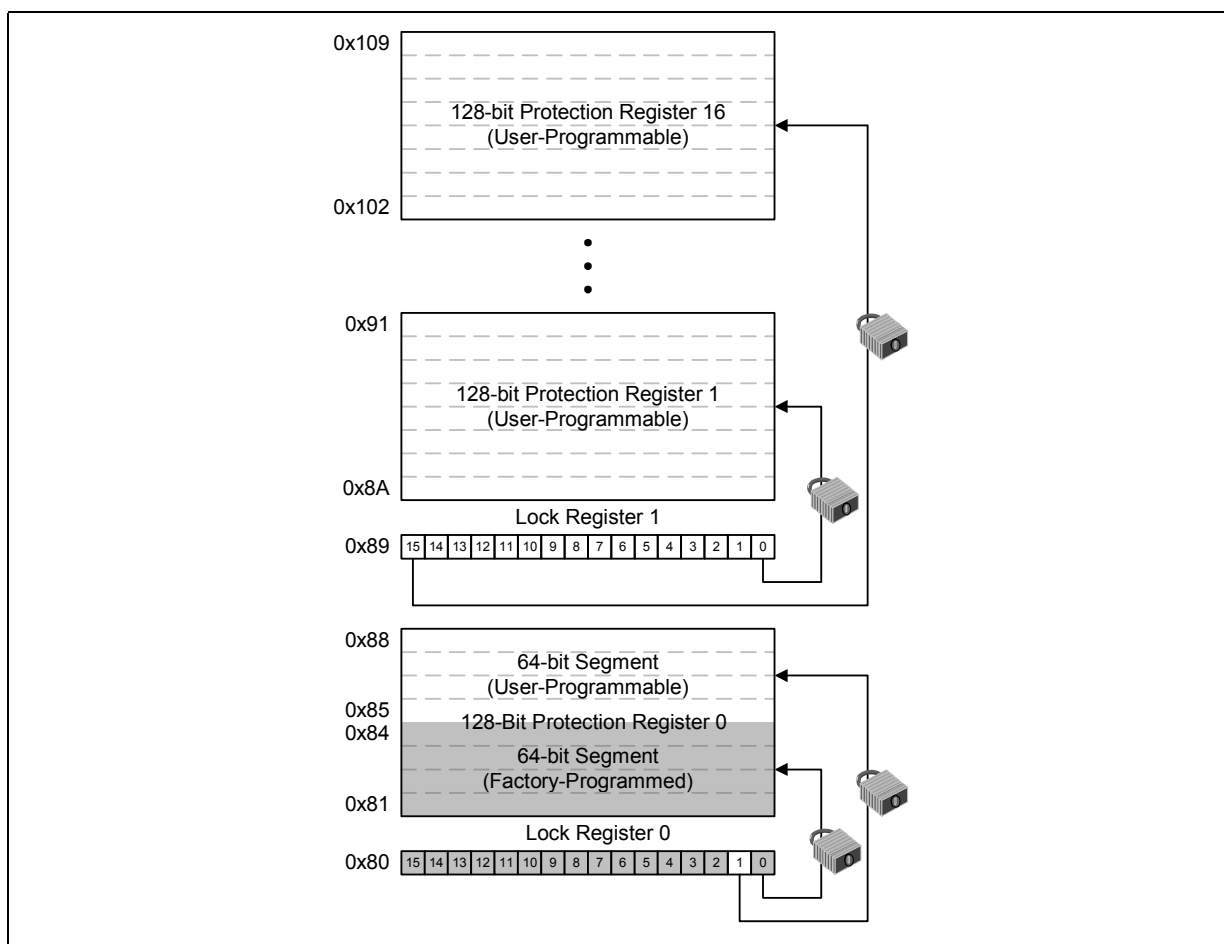 0x109
128-bit Protection Register 16
(User-Programmable)
0x102
0x91
128-bit Protection Register 1
(User-Programmable)
0x8A
Lock Register 1
0x89 15 14 13 12 11 10 9 8 7 6 5 4 3 2 1 0
0x88
64-bit Segment
(User-Programmable)
0x85
128-Bit Protection Register 0
0x84
64-bit Segment
(Factory-Programmed)
0x81
Lock Register 0
0x80 15 14 13 12 11 10 9 8 7 6 5 4 3 2 1 0